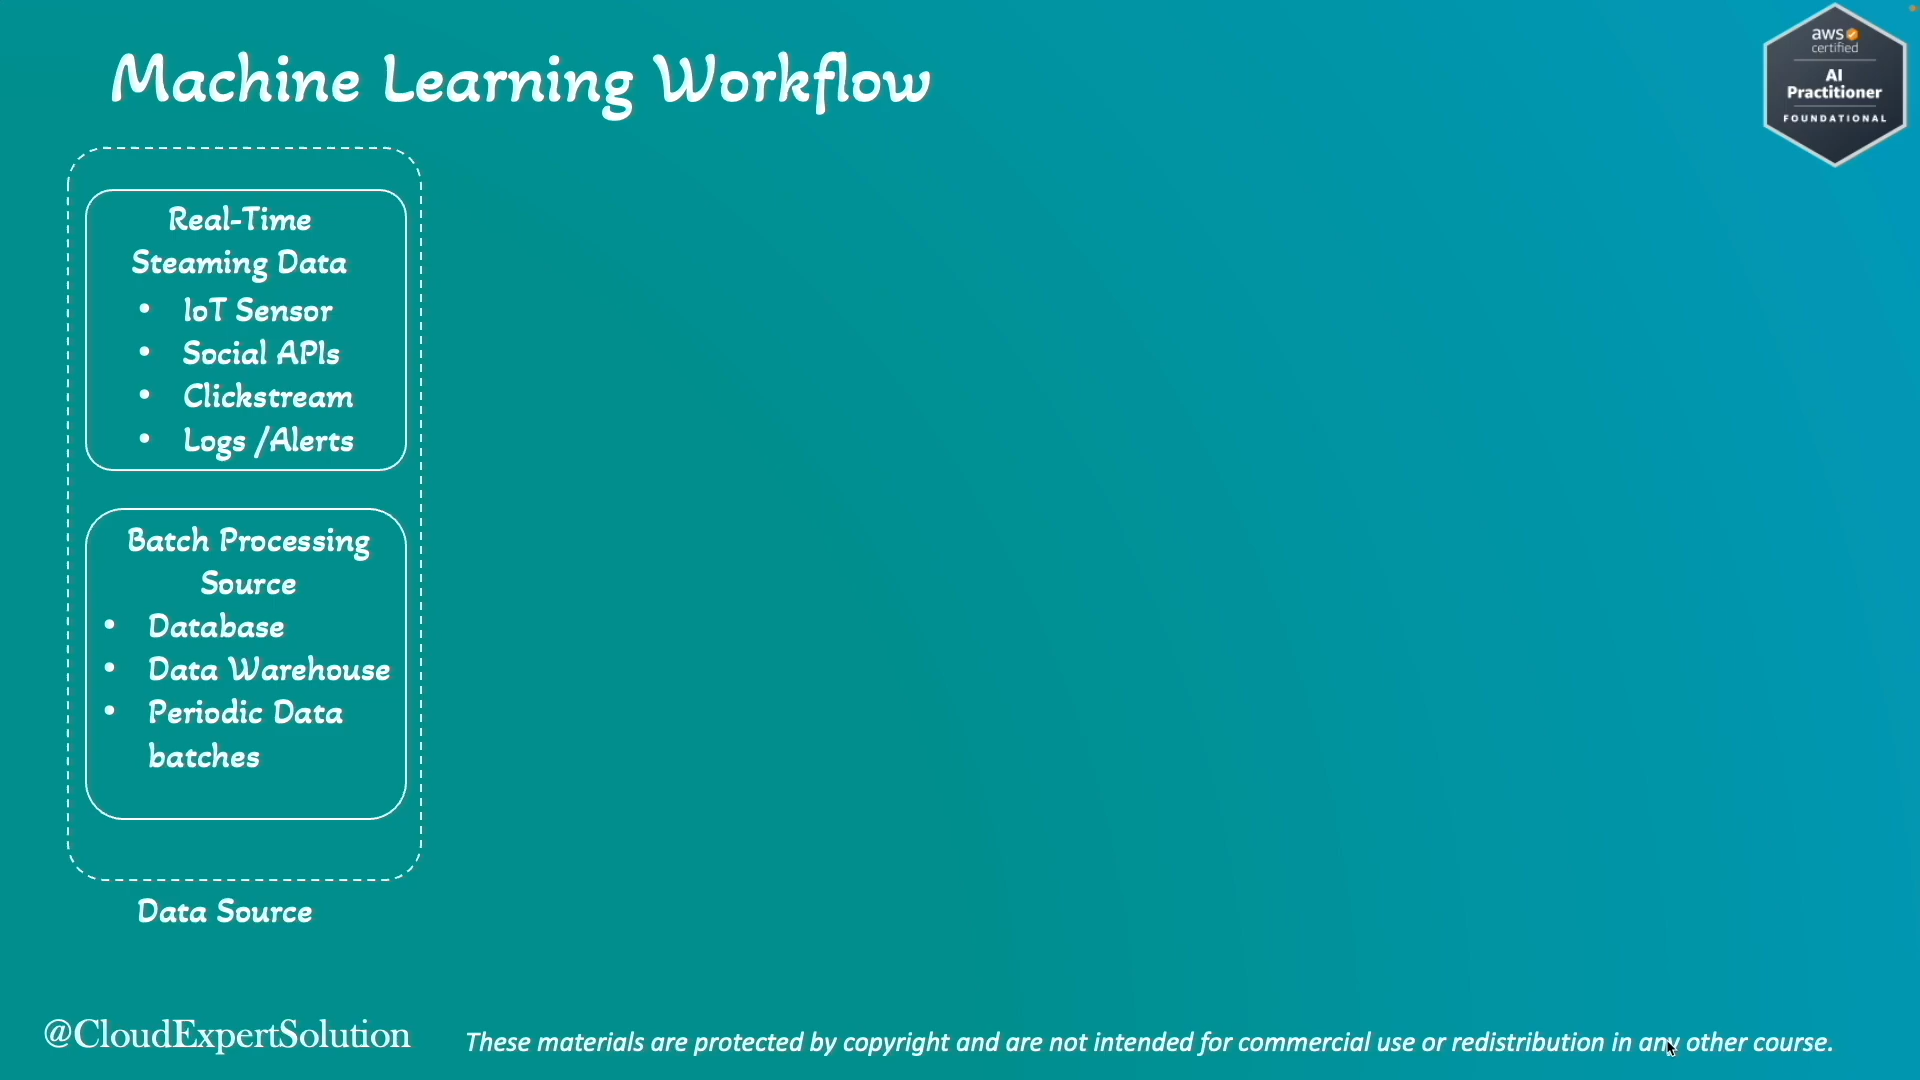 Machine Learning Workflow
aws
certified
AI
Practitioner
FOUNDATIONAL
Real-Time
Steaming Data
• IoT Sensor
• Social APIs
• Clickstream
• Logs /Alerts
Batch Processing
Source
• Database
• Data Warehouse
• Periodic Data
batches
Data Source
@CloudExpertSolution
These materials are protected by copyright and are not intended for commercial use or redistribution in any other course.